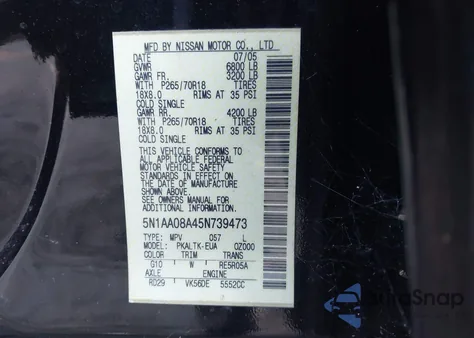 MFD BY NISSAN MOTOR CO., LTD
DATE 07/05
GVWR 6800 LB
GAWR FR. 3200 LB
WITH P265/70R18 TIRES
18X8.0 RIMS AT 35 PSI
COLD SINGLE
GAWR RR. 4200 LB
WITH P265/70R18 TIRES
18X8.0 RIMS AT 35 PSI
COLD SINGLE
THIS VEHICLE CONFORMS TO
ALL APPLICABLE FEDERAL
MOTOR VEHICLE SAFETY
STANDARDS IN EFFECT ON THE
DATE OF MANUFACTURE
SHOWN ABOVE.
SEE OWNERS MANUAL FOR
ADDITIONAL INFORMATION
5N1AA08A45N739473
TYPE: MPV 057 L
MODEL: PKALTK-EUA 0Z000
COLOR TRIM TRANS
G10 W RE5R05A
AXLE ENGINE
RD29 VK56DE 5552CC